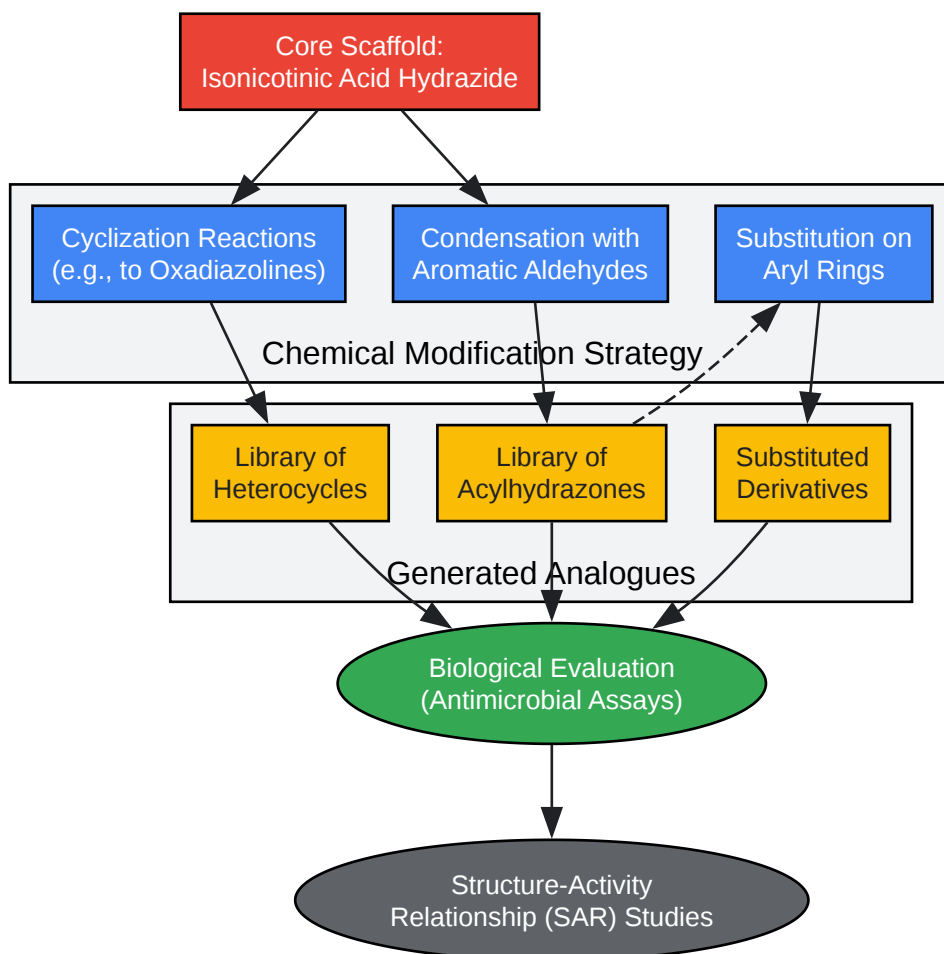 Core Scaffold:
Isonicotinic Acid Hydrazide
Cyclization Reactions
(e.g., to Oxadiazolines)
Condensation with
Aromatic Aldehydes
Substitution on
Aryl Rings
Chemical Modification Strategy
Library of
Heterocycles
Library of
Acylhydrazones
Substituted
Derivatives
Generated Analogues
Biological Evaluation
(Antimicrobial Assays)
Structure-Activity
Relationship (SAR) Studies